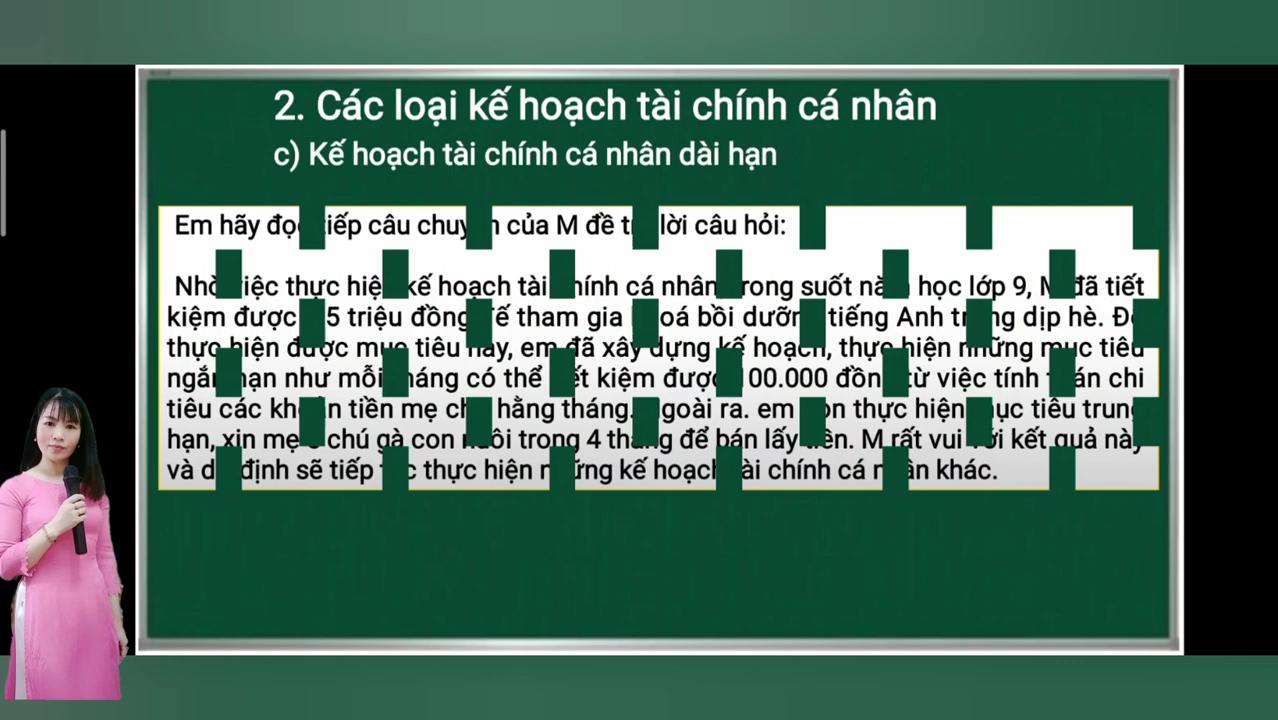 2. Các loại kế hoạch tài chính cá nhân
c) Kế hoạch tài chính cá nhân dài hạn
Em hãy đọc tiếp câu chuyện của M đề trả lời câu hỏi:
Nhờ việc thực hiện kế hoạch tài chính cá nhân trong suốt năm học lớp 9, M đã tiết
kiệm được 5 triệu đồng để tham gia khoá bồi dưỡng tiếng Anh trong dịp hè. Để
thực hiện được mục tiêu này, em đã xây dựng kế hoạch, thực hiện những mục tiêu
ngắn hạn như mỗi tháng có thể tiết kiệm được 100.000 đồng từ việc tính toán chi
tiêu các khoản tiền mẹ cho hằng tháng. Ngoài ra. em còn thực hiện mục tiêu trung
hạn, xin mẹ chú gà con nuôi trong 4 tháng để bán lấy tiền. M rất vui với kết quả này
và dự định sẽ tiếp tục thực hiện những kế hoạch tài chính cá nhân khác.